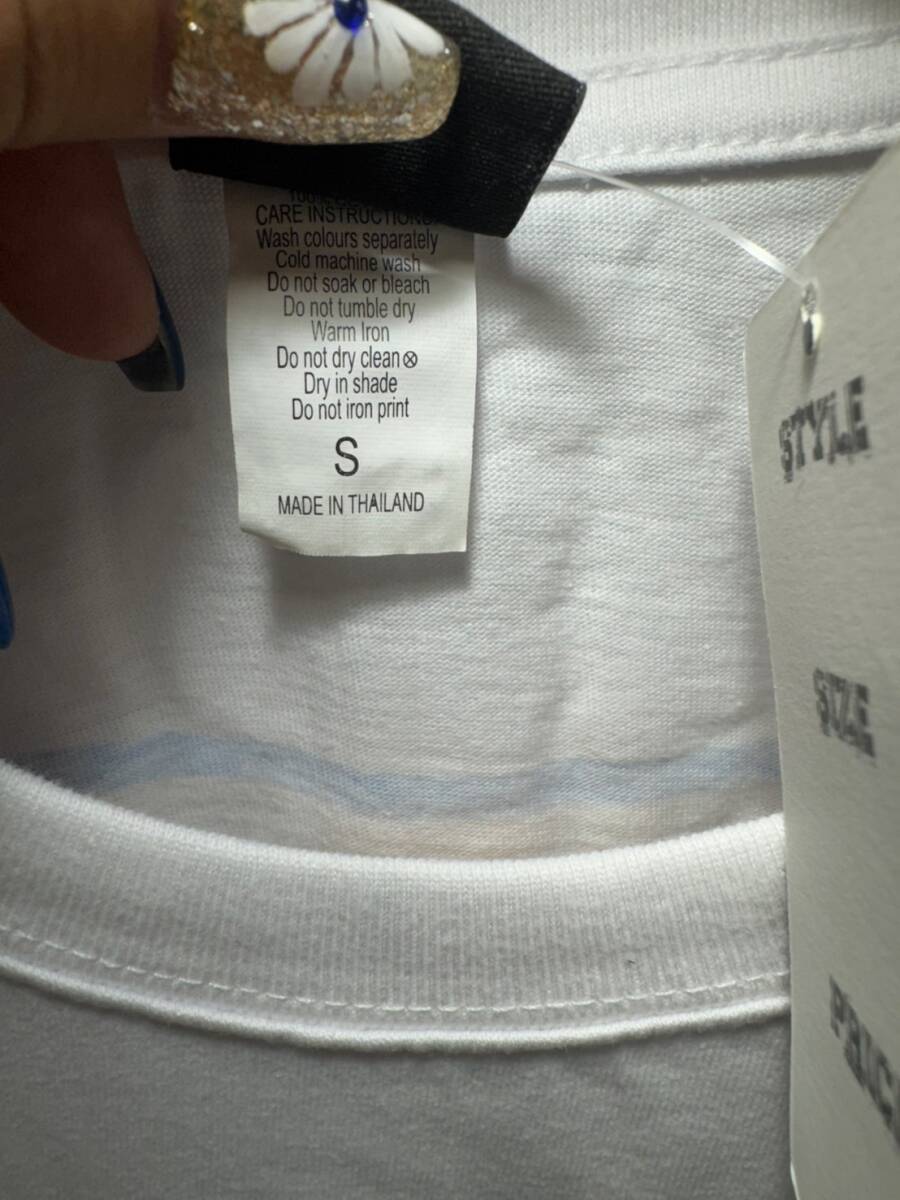 CARE INSTRUCTIONS
Wash colours separately
Cold machine wash
Do not soak or bleach
Do not tumble dry
Warm Iron
Do not dry clean⊗
Dry in shade
Do not iron print
S
MADE IN THAILAND
STYLE
SIZE